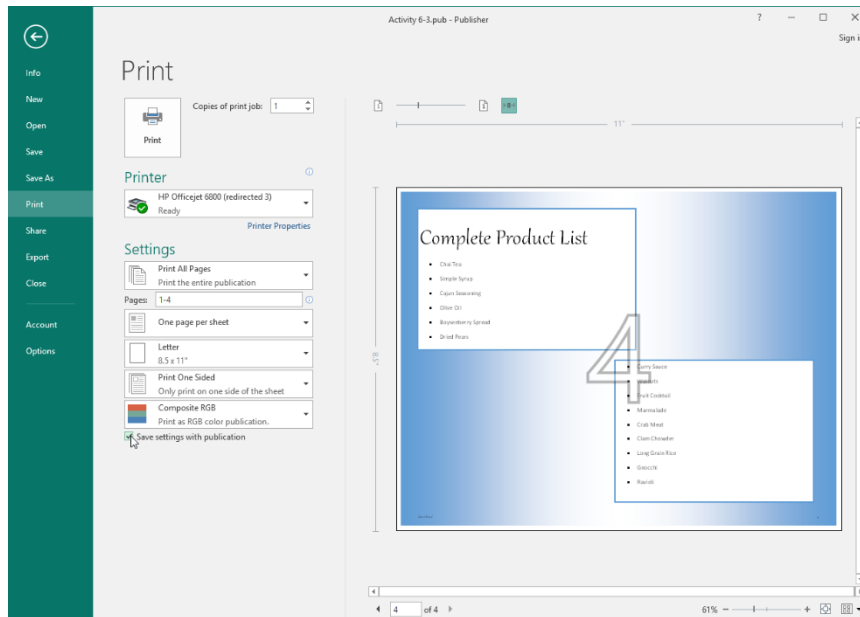 Activity 6-3.pub - Publisher
?
Sign i
Info
New
Open
Save
Save As
Print
Share
Export
Close
Account
Options
Print
Print
Copies of print job: 1
Printer
HP Officejet 6800 (redirected 3)
Ready
Printer Properties
Settings
Print All Pages
Print the entire publication
Pages: 1-4
One page per sheet
Letter
8.5 x 11"
Print One Sided
Only print on one side of the sheet
Composite RGB
Print as RGB color publication.
Save settings with publication
11"
8.5"
Complete Product List
Chai Tea
Simple Syrup
Cajun Seasoning
Olive Oil
Boysenberry Spread
Dried Pears
4
Curry Sauce
Fruit Cocktail
Marmalade
Crab Meat
Clam Chowder
Long Grain Rice
Gnocchi
Ravioli
4 of 4
61%